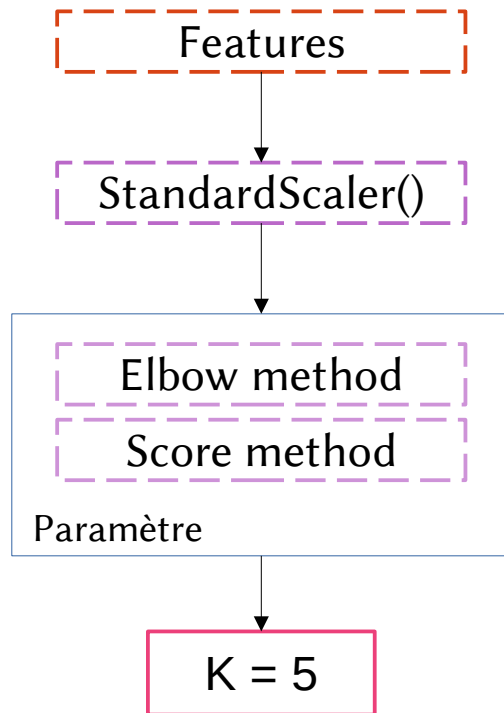 Features
StandardScaler()
Elbow method
Score method
Paramètre
K = 5